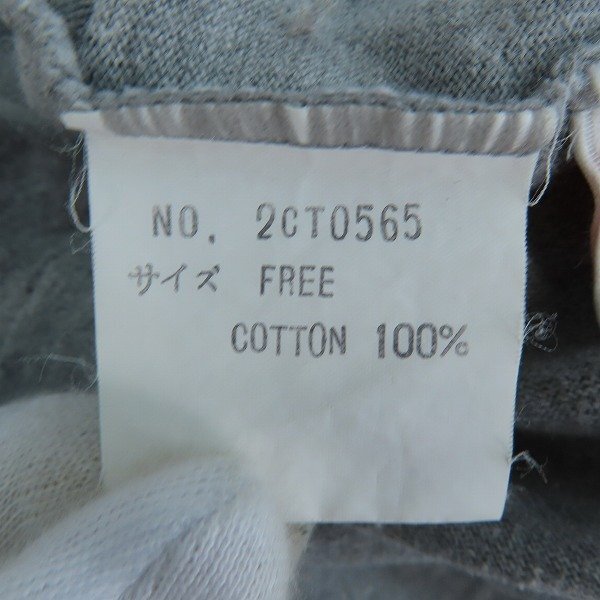 NO. 2CT0565
サイズ FREE
COTTON 100%